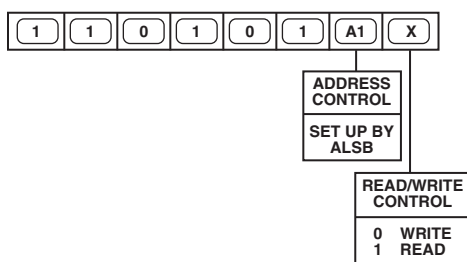 1 1 0 1 0 1 A1 X
ADDRESS
CONTROL
SET UP BY
ALSB
READ/WRITE
CONTROL
0 WRITE
1 READ